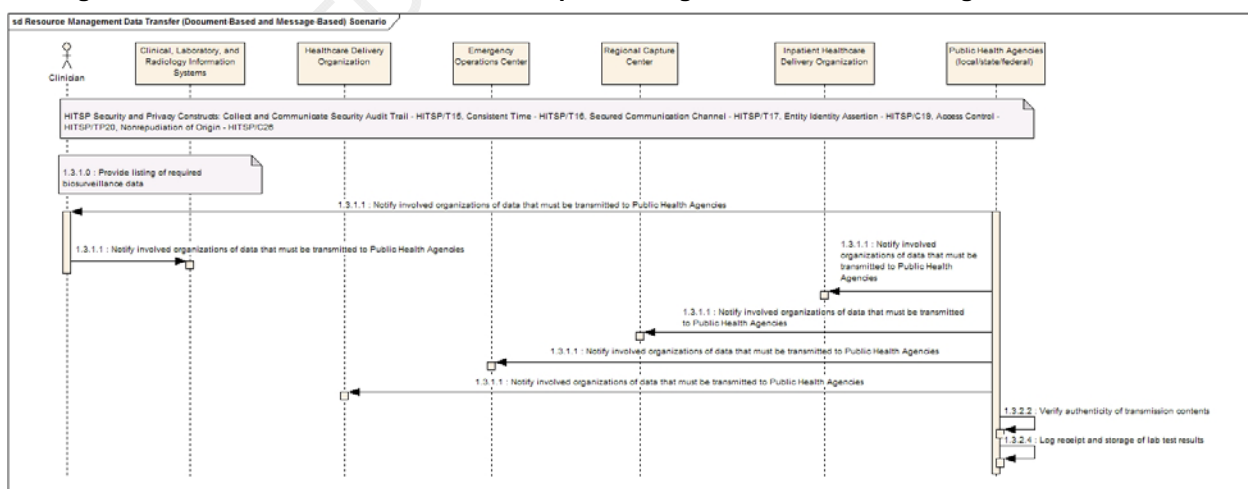 sd Resource Management Data Transfer (Document-Based and Message-Based) Scenario
Clinician
Clinical, Laboratory, and
Radiology Information
Systems
Healthcare Delivery
Organization
Emergency
Operations Center
Regional Capture
Center
Inpatient Healthcare
Delivery Organization
Public Health Agencies
(local/state/federal)
HITSP Security and Privacy Constructs: Collect and Communicate Security Audit Trail - HITSP/T15, Consistent Time - HITSP/T16, Secured Communication Channel - HITSP/T17, Entity Identity Assertion - HITSP/C19, Access Control -
HITSP/TP20, Nonrepudiation of Origin - HITSP/C26
1.3.1.0 : Provide listing of required
biosurveillance data
1.3.1.1 : Notify involved organizations of data that must be transmitted to Public Health Agencies
1.3.1.1 : Notify involved organizations of data that must be transmitted to Public Health Agencies
1.3.1.1 : Notify involved
organizations of data that must be
transmitted to Public Health
Agencies
1.3.1.1 : Notify involved organizations of data that must be transmitted
to Public Health Agencies
1.3.1.1 : Notify involved organizations of data that must be transmitted to Public Health Agencies
1.3.1.1 : Notify involved organizations of data that must be transmitted to Public Health Agencies
1.3.2.2 : Verify authenticity of transmission contents
1.3.2.4 : Log receipt and storage of lab test results